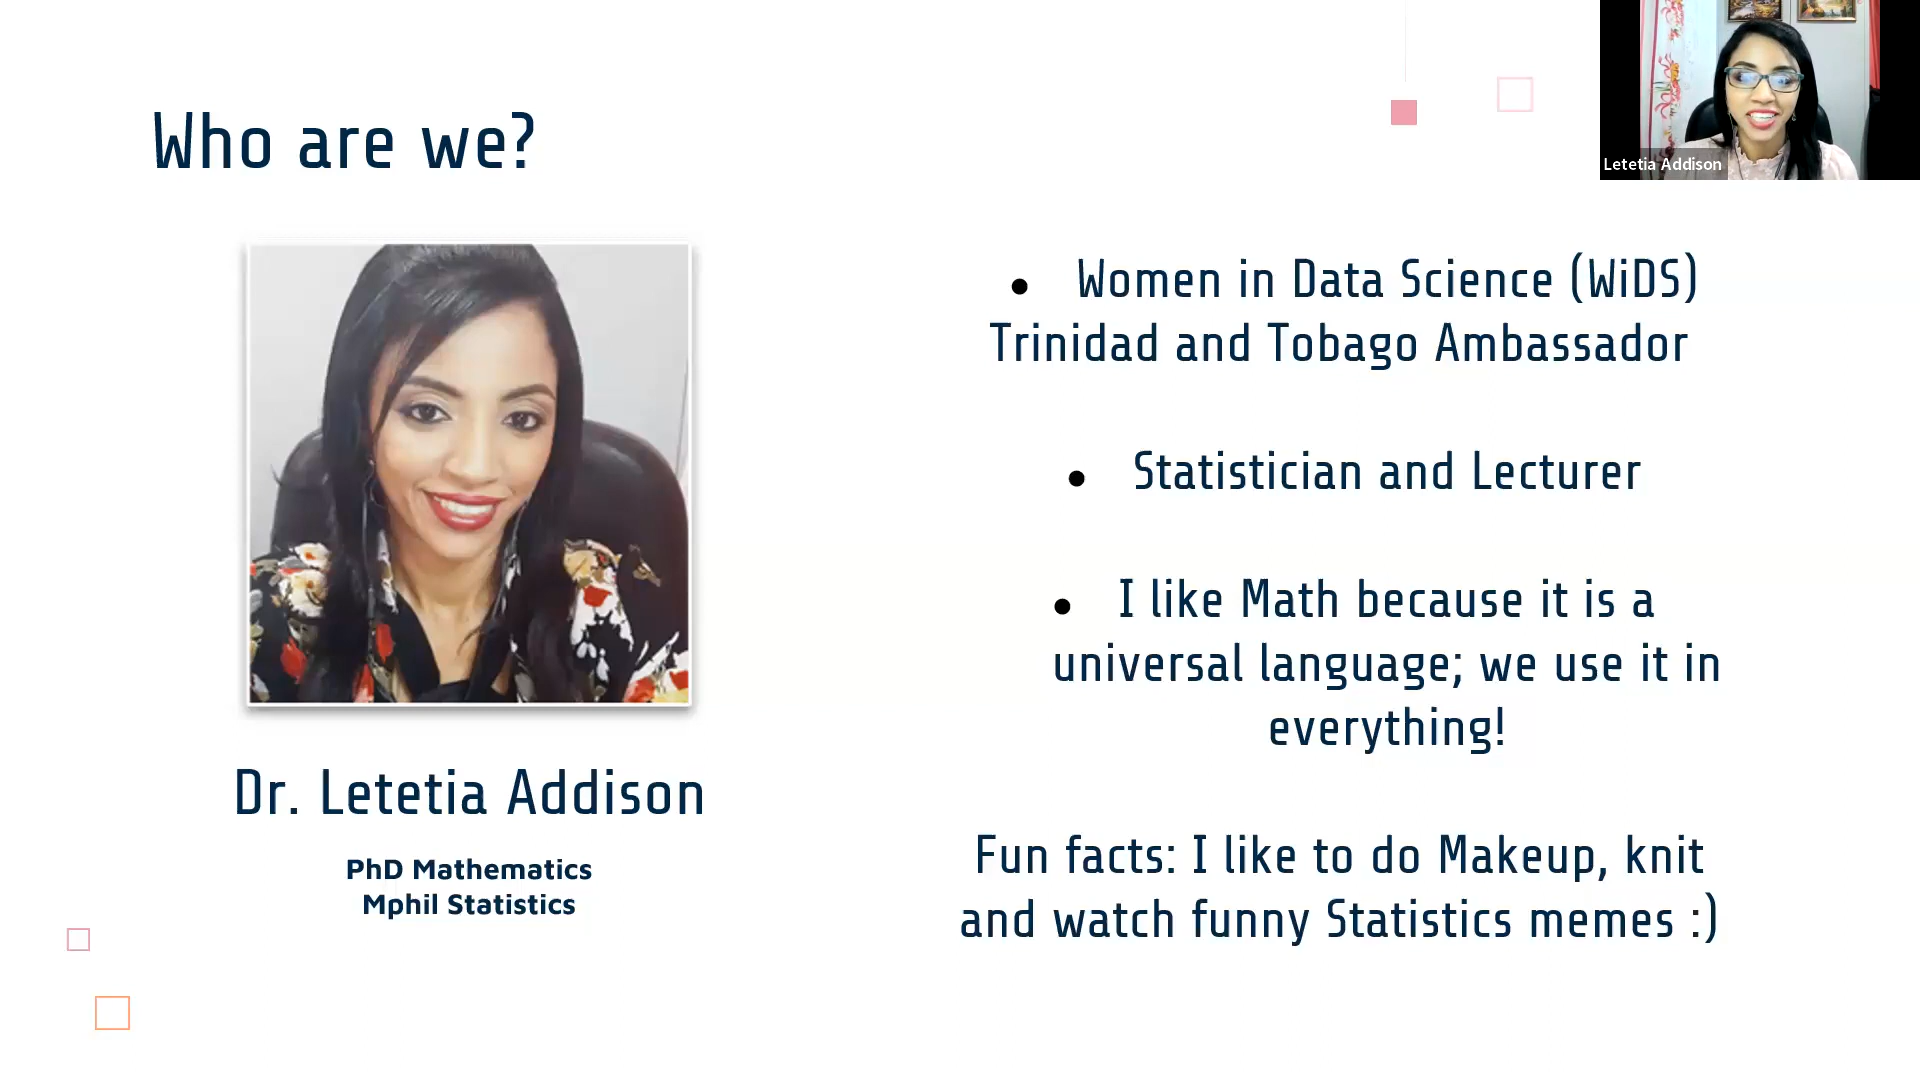 Who are we?
Letetia Addison
• Women in Data Science (WiDS)
Trinidad and Tobago Ambassador
• Statistician and Lecturer
• I like Math because it is a
universal language; we use it in
everything!
Fun facts: I like to do Makeup, knit
and watch funny Statistics memes :)
Dr. Letetia Addison
PhD Mathematics
Mphil Statistics